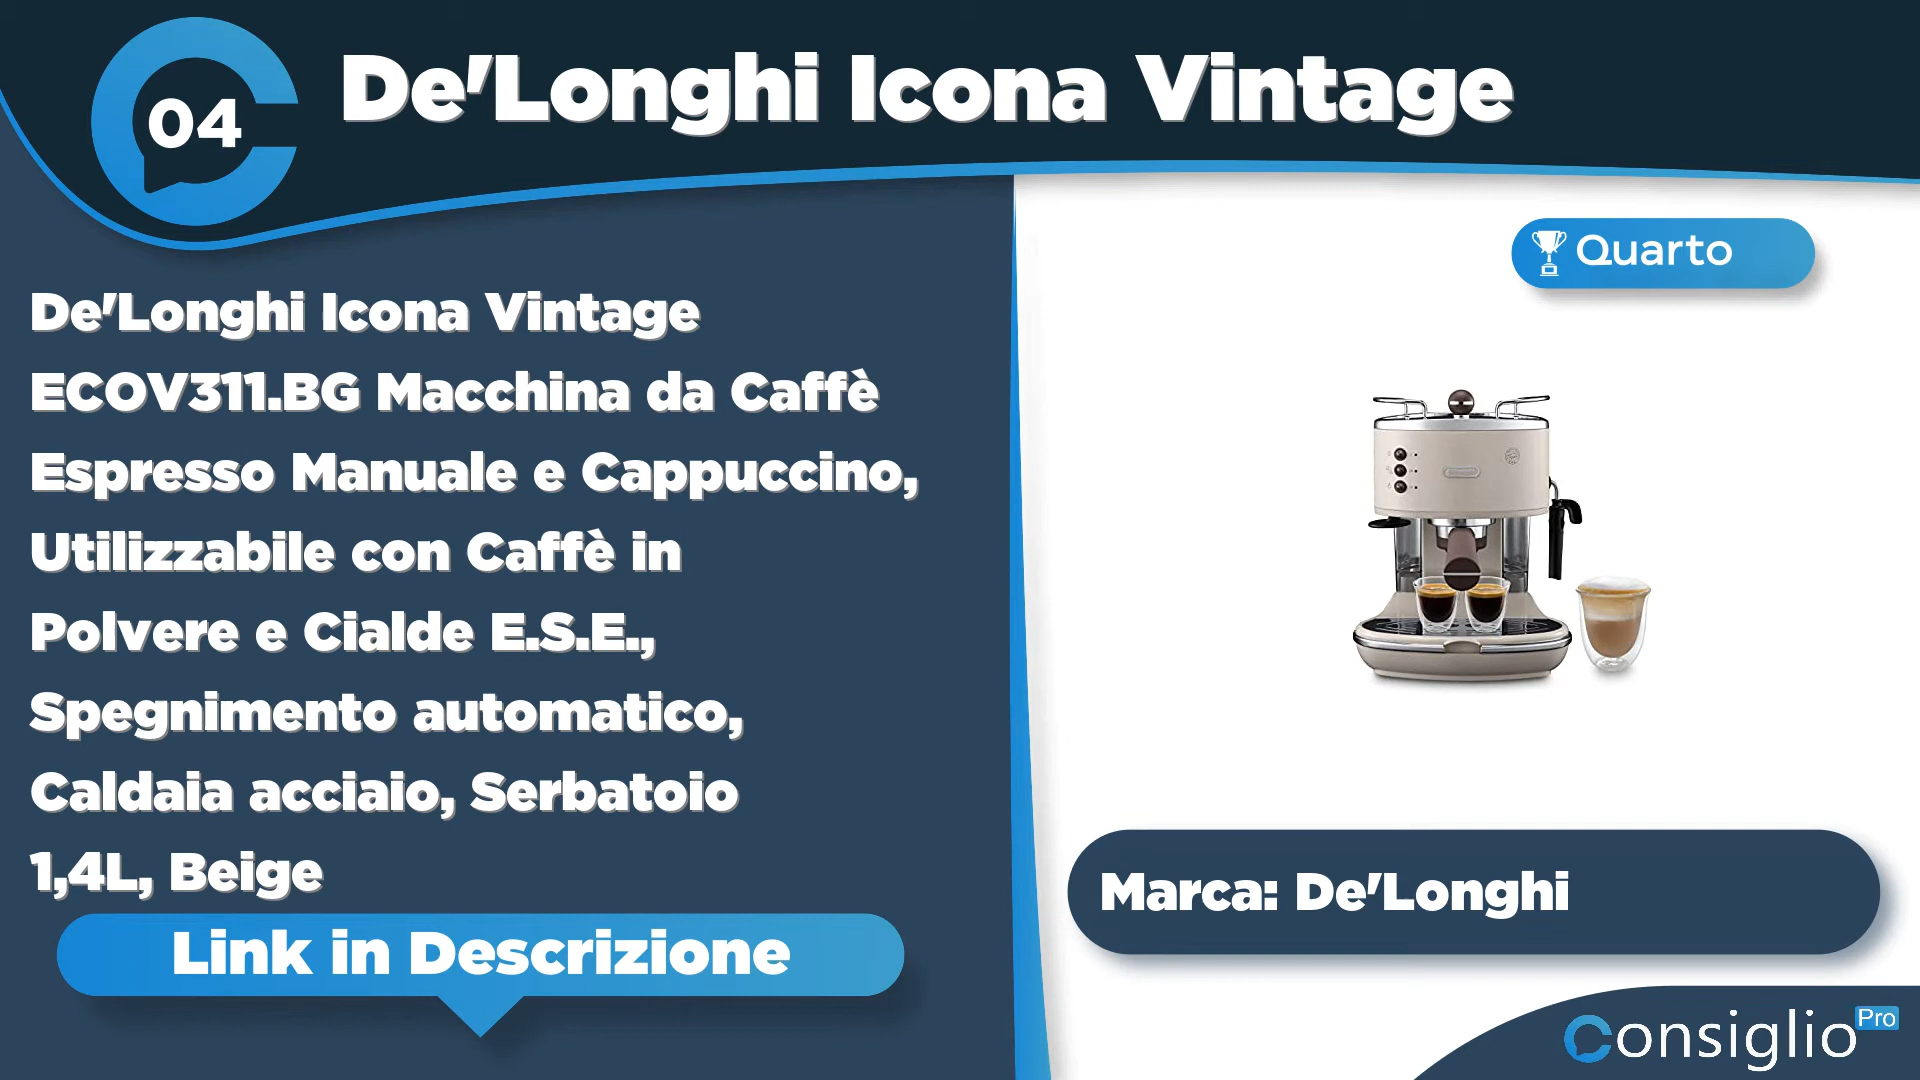 04
De'Longhi Icona Vintage
Quarto
De'Longhi Icona Vintage
ECOV311.BG Macchina da Caffè
Espresso Manuale e Cappuccino,
Utilizzabile con Caffè in
Polvere e Cialde E.S.E.,
Spegnimento automatico,
Caldaia acciaio, Serbatoio
1,4L, Beige
Link in Descrizione
Marca: De'Longhi
Consiglio Pro